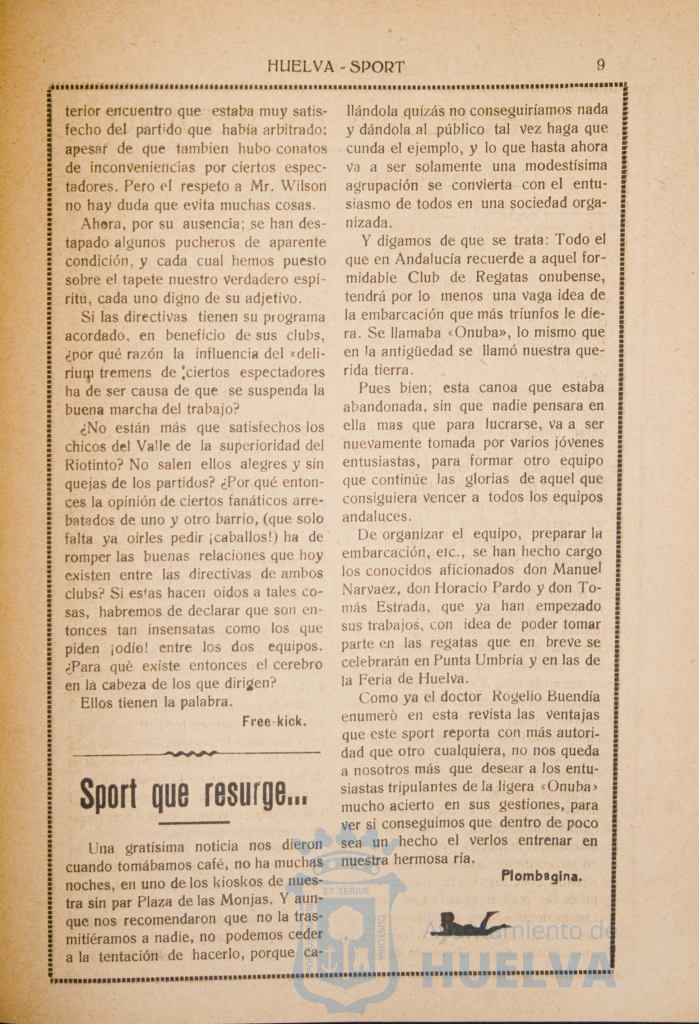 HUELVA - SPORT
9
terior encuentro que estaba muy satis-
fecho del partido que había arbitrado;
apesar de que tambien hubo conatos
de inconveniencias por ciertos espec-
tadores. Pero el respeto a Mr. Wilson
no hay duda que evita muchas cosas.
Ahora, por su ausencia; se han des-
tapado algunos pucheros de aparente
condición, y cada cual hemos puesto
sobre el tapete nuestro verdadero espí-
ritu, cada uno digno de su adjetivo.
Si las directivas tienen su programa
acordado, en beneficio de sus clubs,
¿por qué razón la influencia del «deli-
rium tremens de ciertos espectadores
ha de ser causa de que se suspenda la
buena marcha del trabajo?
¿No están más que satisfechos los
chicos del Valle de la superioridad del
Riotinto? No salen ellos alegres y sin
quejas de los partidos? ¿Por qué enton-
ces la opinión de ciertos fanáticos arre-
batados de uno y otro barrio, (que solo
falta ya oirles pedir ¡caballos!) ha de
romper las buenas relaciones que hoy
existen entre las directivas de ambos
clubs? Si estas hacen oidos a tales co-
sas, habremos de declarar que son en-
tonces tan insensatas como los que
piden ¡odio! entre los dos equipos.
¿Para què existe entonces el cerebro
en la cabeza de los que dirigen?
Ellos tienen la palabra.
Free-kick.
Sport que resurge...
Una gratísima noticia nos dieron
cuando tomábamos café, no ha muchas
noches, en uno de los kioskos de nues-
tra sin par Plaza de las Monjas. Y aun-
que nos recomendaron que no la tras-
mitiéramos a nadie, no podemos ceder
a la tentación de hacerlo, porque ca-
llándola quizás no conseguiríamos nada
y dándola al público tal vez haga que
cunda el ejemplo, y lo que hasta ahora
va a ser solamente una modestísima
agrupación se convierta con el entu-
siasmo de todos en una sociedad orga-
nizada.
Y digamos de que se trata: Todo el
que en Andalucía recuerde a aquel for-
midable Club de Regatas onubense,
tendrá por lo menos una vaga idea de
la embarcación que más triunfos le die-
ra. Se llamaba «Onuba», lo mismo que
en la antigüedad se llamó nuestra que-
rida tierra.
Pues bien; esta canoa que estaba
abandonada, sin que nadie pensara en
ella mas que para lucrarse, va a ser
nuevamente tomada por varios jóvenes
entusiastas, para formar otro equipo
que continúe las glorias de aquel que
consiguiera vencer a todos los equipos
andaluces.
De organizar el equipo, preparar la
embarcación, etc., se han hecho cargo
los conocidos aficionados don Manuel
Narvaez, don Horacio Pardo y don To-
más Estrada, que ya han empezado
sus trabajos, con idea de poder tomar
parte en las regatas que en breve se
celebrarán en Punta Umbría y en las de
la Feria de Huelva.
Como ya el doctor Rogelio Buendía
enumerò en esta revista las ventajas
que este sport reporta con más autori-
dad que otro cualquiera, no nos queda
a nosotros más que desear a los entu-
siastas tripulantes de la ligera «Onuba»
mucho acierto en sus gestiones, para
ver si conseguimos que dentro de poco
sea un hecho el verlos entrenar en
nuestra hermosa ría.
Plombagina.
Ayuntamiento de
HUELVA